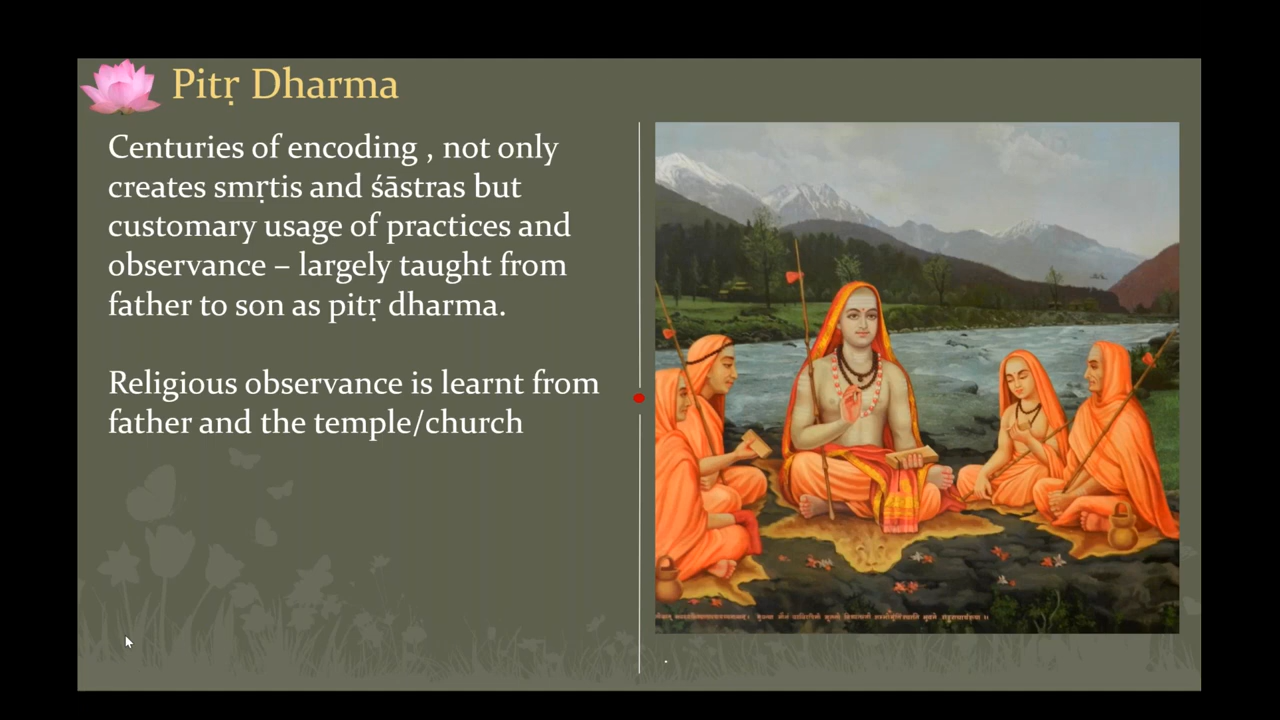 Pitṛ Dharma
Centuries of encoding , not only
creates smṛtis and śāstras but
customary usage of practices and
observance – largely taught from
father to son as pitṛ dharma.
Religious observance is learnt from
father and the temple/church